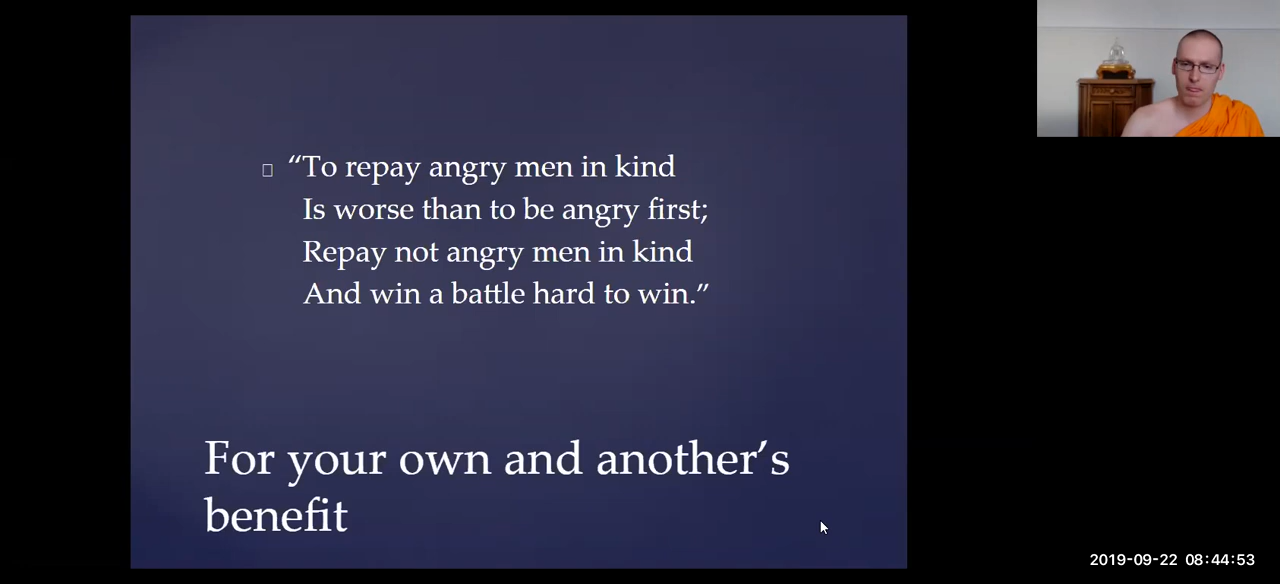 “To repay angry men in kind
Is worse than to be angry first;
Repay not angry men in kind
And win a battle hard to win.”
For your own and another’s
benefit
2019-09-22 08:44:53